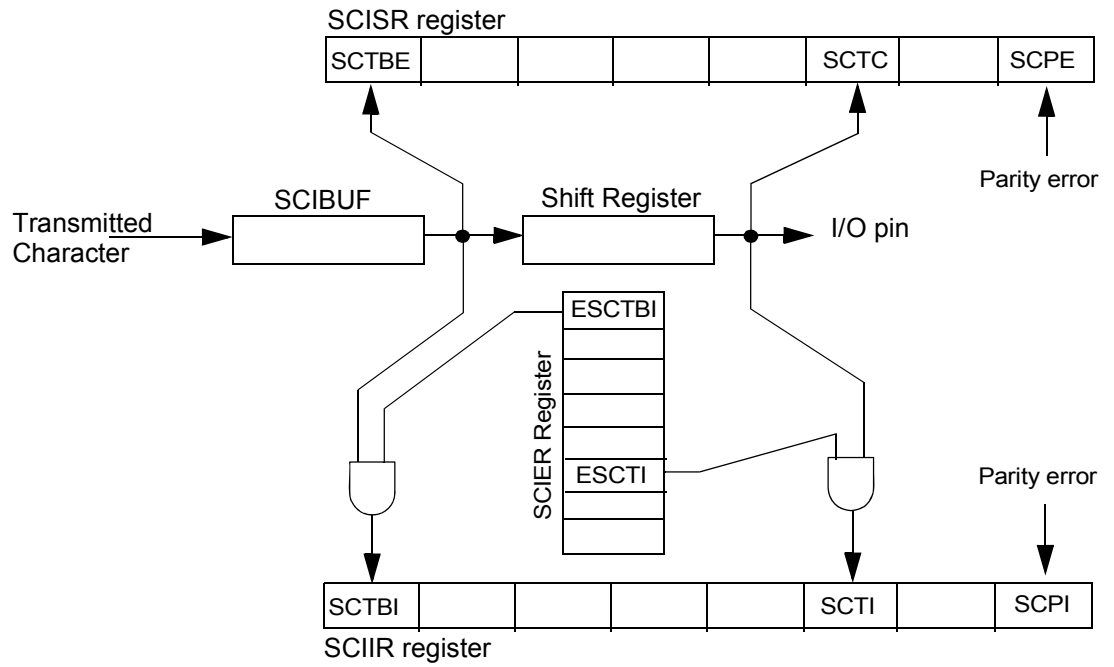 SCISR register
SCTBE
SCTC
SCPE
Parity error
SCIBUF
Shift Register
Transmitted
Character
I/O pin
ESCTBI
SCIER Register
ESCTI
Parity error
SCTBI
SCTI
SCPI
SCIIR register